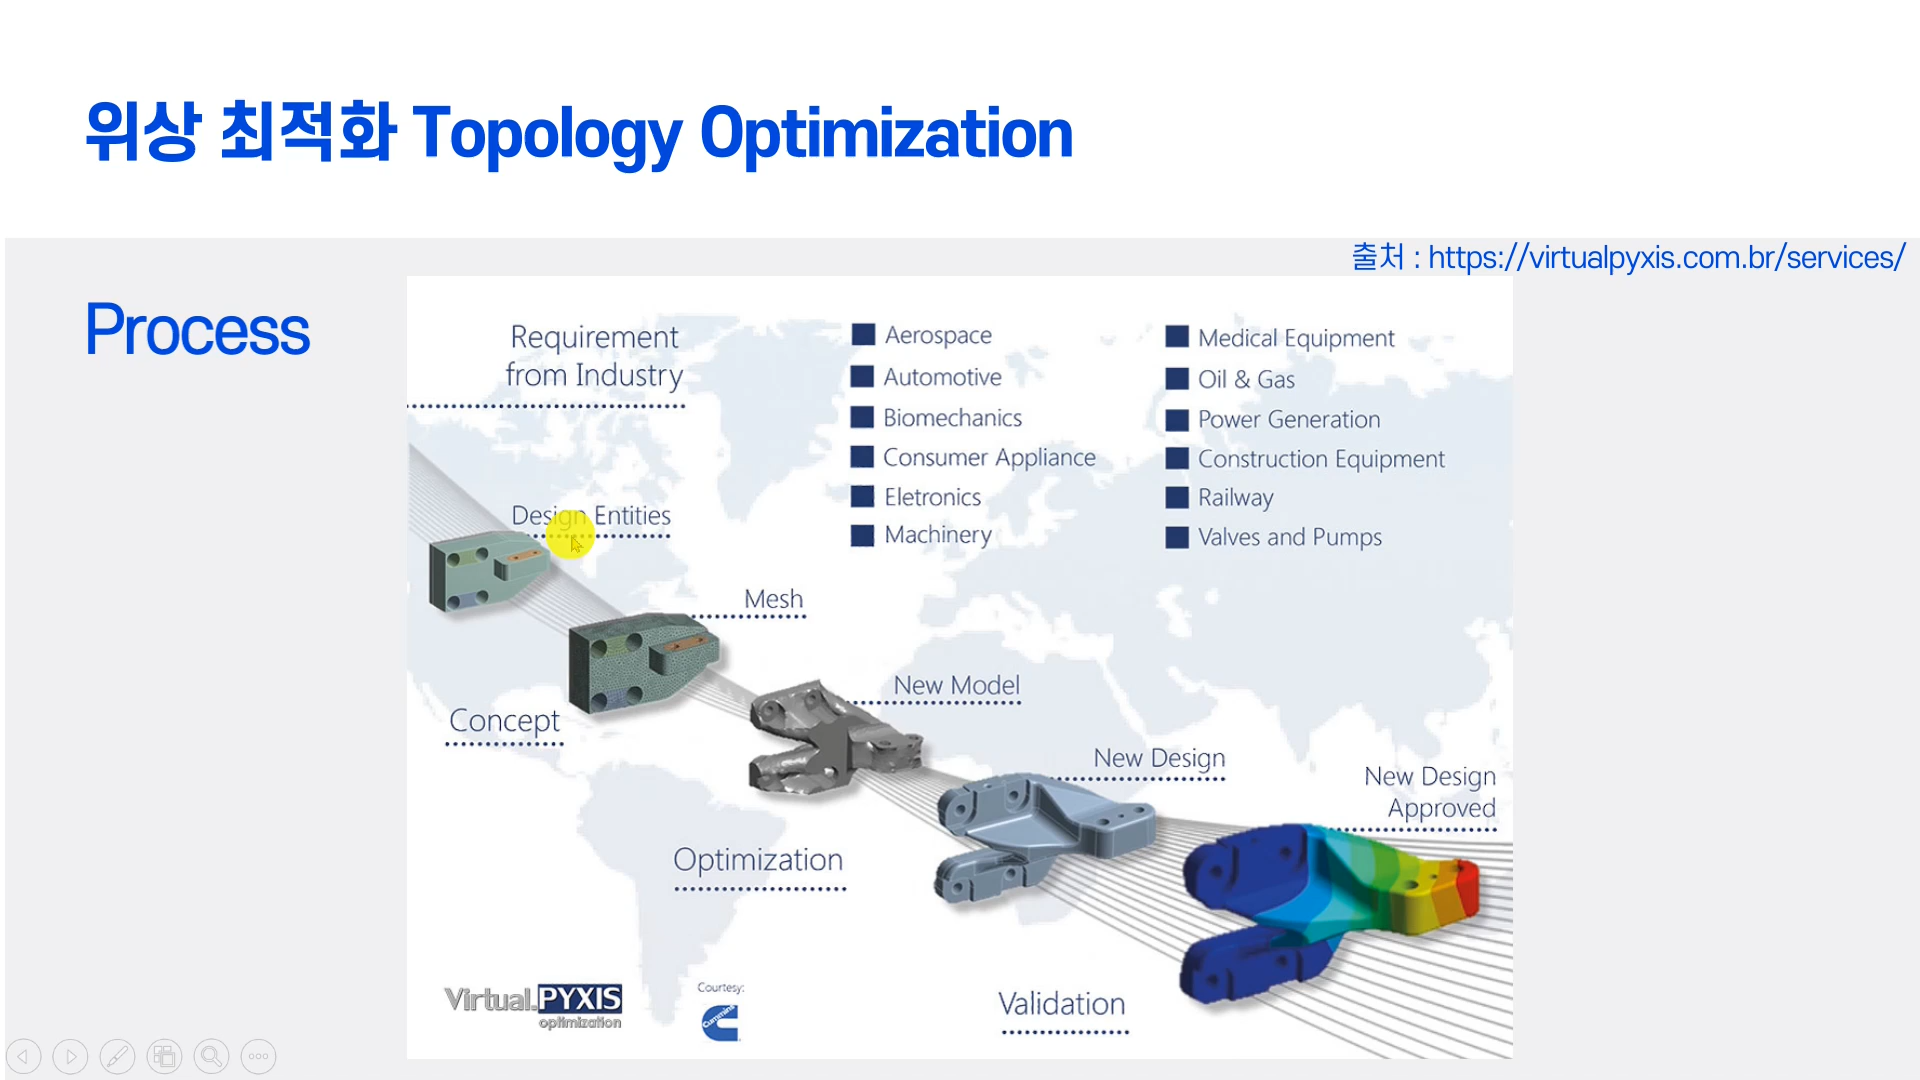 위상 최적화 Topology Optimization
출처 : https://virtualpyxis.com.br/services/
Process
Requirement
from Industry
Aerospace
Automotive
Biomechanics
Consumer Appliance
Eletronics
Machinery
Medical Equipment
Oil & Gas
Power Generation
Construction Equipment
Railway
Valves and Pumps
Design Entities
Mesh
New Model
Concept
New Design
New Design
Approved
Optimization
Validation
Virtual.PYXIS
optimization
Courtesy:
Cummins